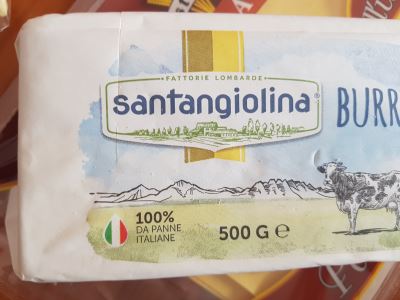 FATTORIE LOMBARDE
santangiolina®
BURR
100%
DA PANNE
ITALIANE
500 G ℮